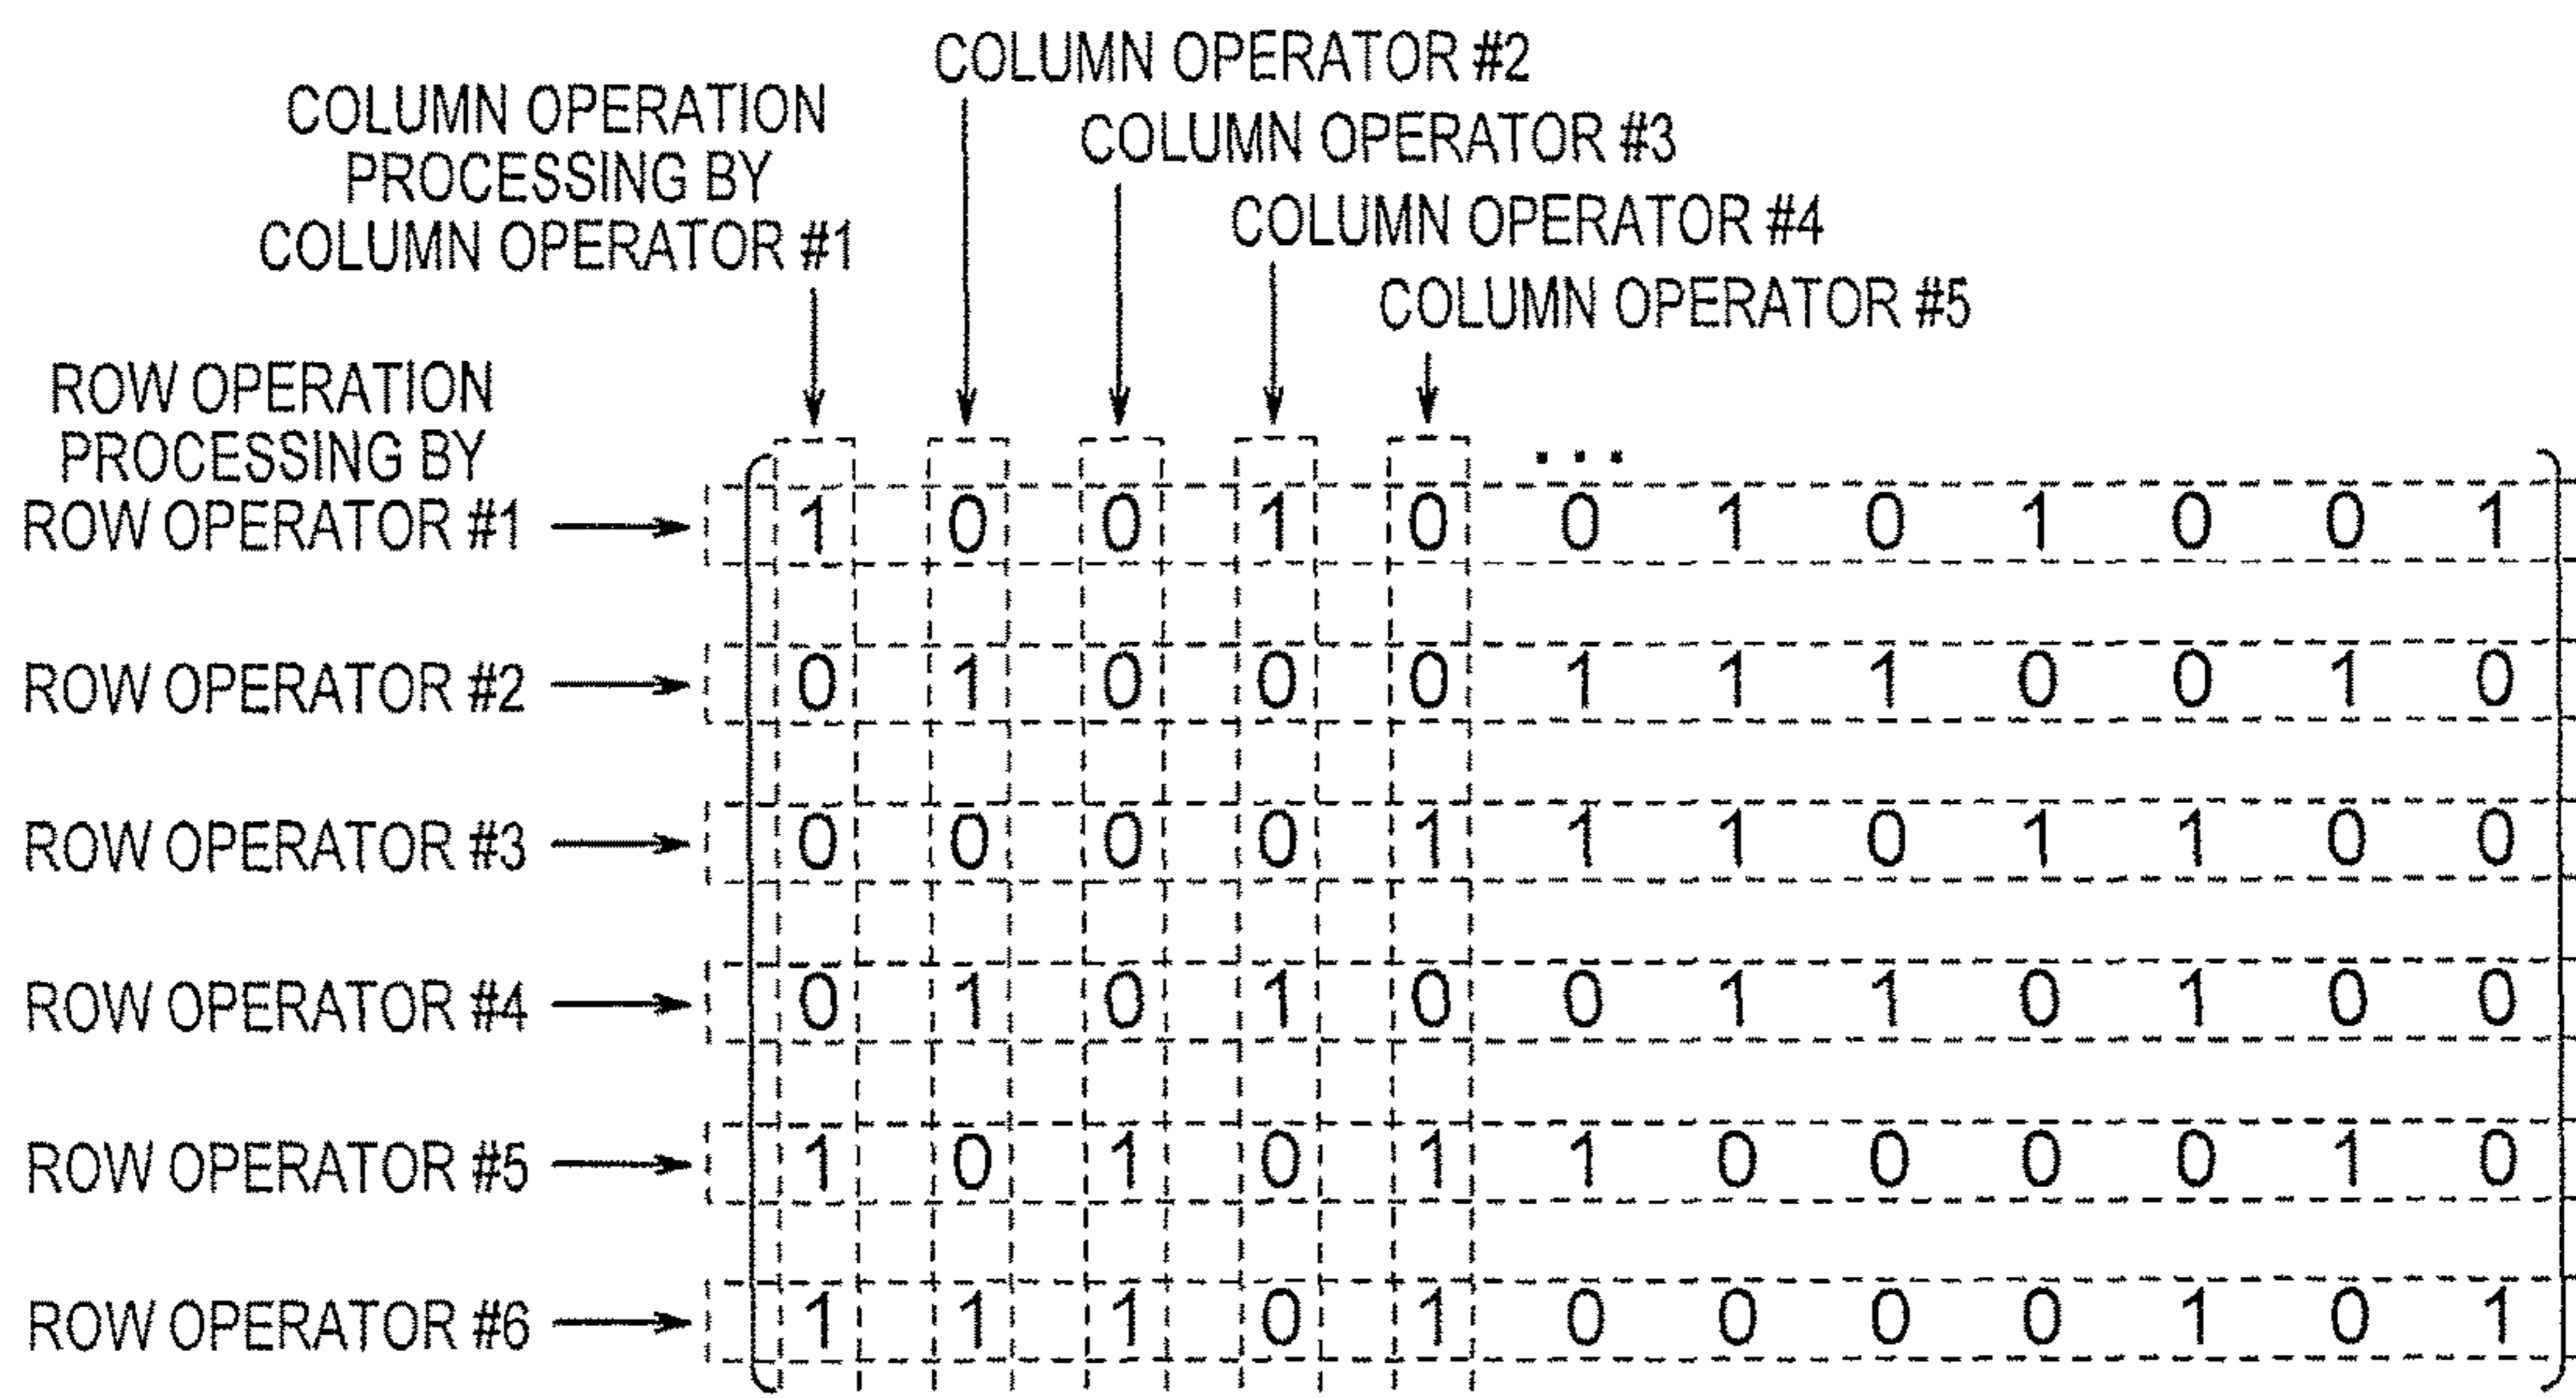 COLUMN OPERATOR #2
COLUMN OPERATION
PROCESSING BY
COLUMN OPERATOR #1
COLUMN OPERATOR #3
COLUMN OPERATOR #4
COLUMN OPERATOR #5
ROW OPERATION
PROCESSING BY
...
ROW OPERATOR #1 1 0 0 1 0 0 1 0 1 0 0 1
ROW OPERATOR #2 0 1 0 0 0 1 1 1 0 0 1 0
ROW OPERATOR #3 0 0 0 0 1 1 1 0 1 1 0 0
ROW OPERATOR #4 0 1 0 1 0 0 1 1 0 1 0 0
ROW OPERATOR #5 1 0 1 0 1 1 0 0 0 0 1 0
ROW OPERATOR #6 1 1 1 0 1 0 0 0 0 1 0 1